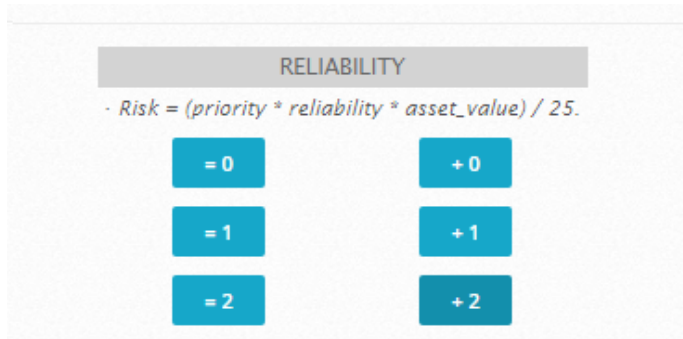 RELIABILITY
· Risk = (priority * reliability * asset_value) / 25.
= 0 + 0
= 1 + 1
= 2 + 2